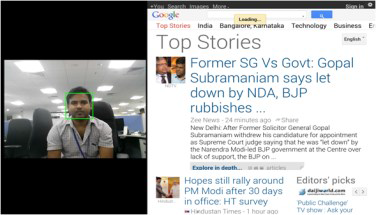 +You Search Images More
Sign in
Google
Loading...
Top Stories India Bangalore, Karnataka Technology Business
English
Top Stories
Former SG Vs Govt: Gopal
Subramaniam says let
down by NDA, BJP
rubbishes ...
NDTV
Zee News - 24 minutes ago Share
New Delhi: After Former Solicitor General Gopal
Subramaniam withdrew his candidature for appointment as
Supreme Court judge saying that he was "let down" by
the Narendra Modi-led BJP government at the Centre over
lack of support, the BJP on ...
Explore in depth... articles
Hopes still rally around
PM Modi after 30 days
in office: HT survey
Hindustan Times - 1 hour ago
Editors' picks
daijiworld.com
Public Challenge'
TV show : Ask your